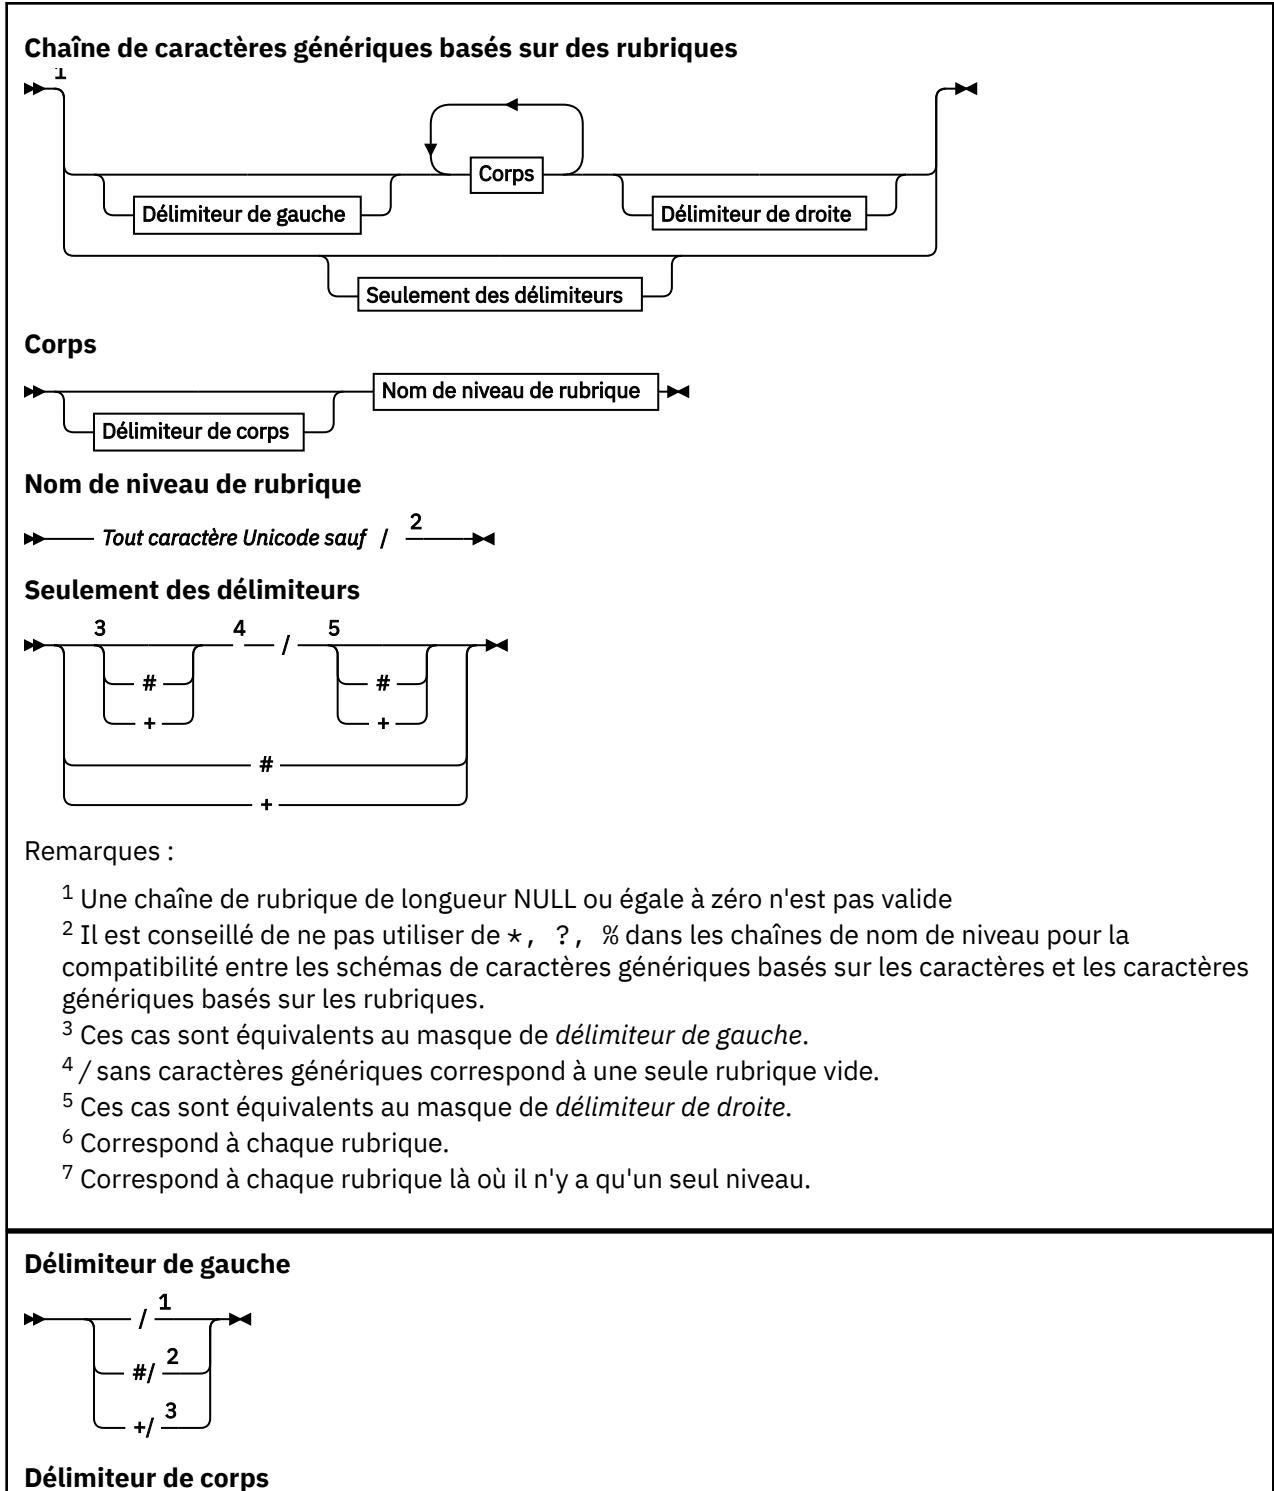 Chaîne de caractères génériques basés sur des rubriques
1
Corps
Délimiteur de gauche
Délimiteur de droite
Seulement des délimiteurs
Corps
Nom de niveau de rubrique
Délimiteur de corps
Nom de niveau de rubrique
2
Tout caractère Unicode sauf /
Seulement des délimiteurs
3 4 5
/
# #
+ +
#
+
Remarques :
1 Une chaîne de rubrique de longueur NULL ou égale à zéro n'est pas valide
2 Il est conseillé de ne pas utiliser de *, ?, % dans les chaînes de nom de niveau pour la
compatibilité entre les schémas de caractères génériques basés sur les caractères et les caractères
génériques basés sur les rubriques.
3 Ces cas sont équivalents au masque de délimiteur de gauche.
4 / sans caractères génériques correspond à une seule rubrique vide.
5 Ces cas sont équivalents au masque de délimiteur de droite.
6 Correspond à chaque rubrique.
7 Correspond à chaque rubrique là où il n'y a qu'un seul niveau.
Délimiteur de gauche
/ 1
#/ 2
+/ 3
Délimiteur de corps